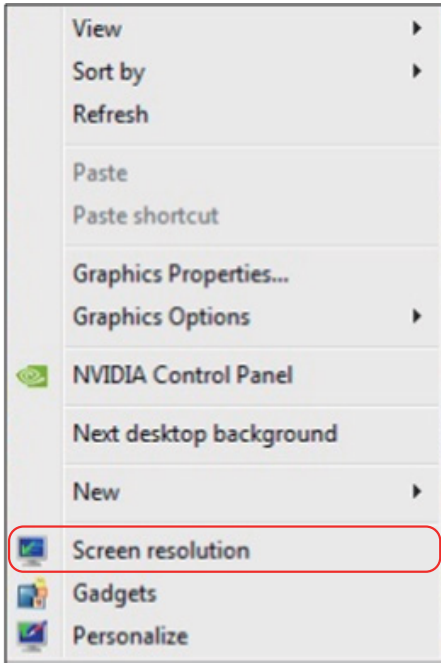 View
Sort by
Refresh
Paste
Paste shortcut
Graphics Properties...
Graphics Options
NVIDIA Control Panel
Next desktop background
New
Screen resolution
Gadgets
Personalize